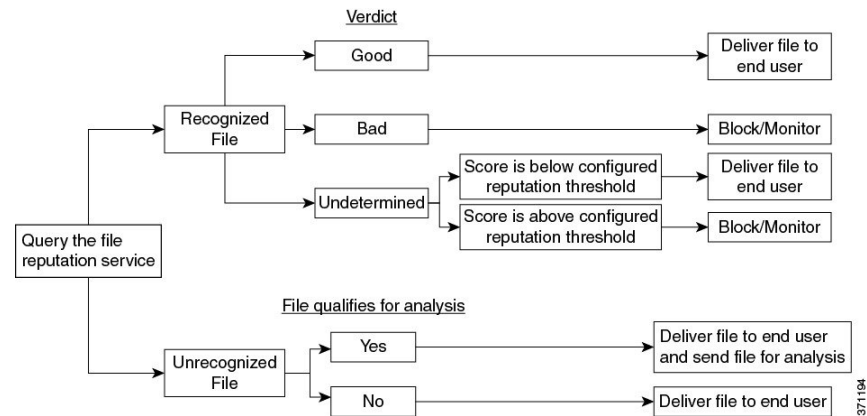 Verdict
Good
Deliver file to
end user
Recognized
File
Bad
Block/Monitor
Undetermined
Score is below configured
reputation threshold
Deliver file to
end user
Score is above configured
reputation threshold
Block/Monitor
Query the file
reputation service
File qualifies for analysis
Unrecognized
File
Yes
Deliver file to end user
and send file for analysis
No
Deliver file to end user
371194